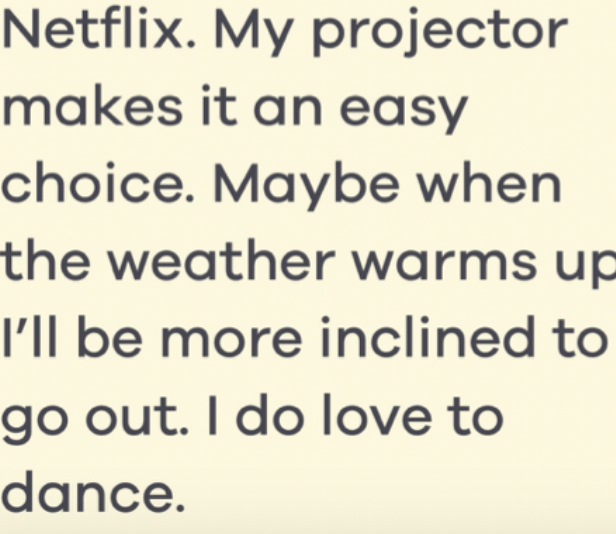 Netflix. My projector
makes it an easy
choice. Maybe when
the weather warms up
I’ll be more inclined to
go out. I do love to
dance.